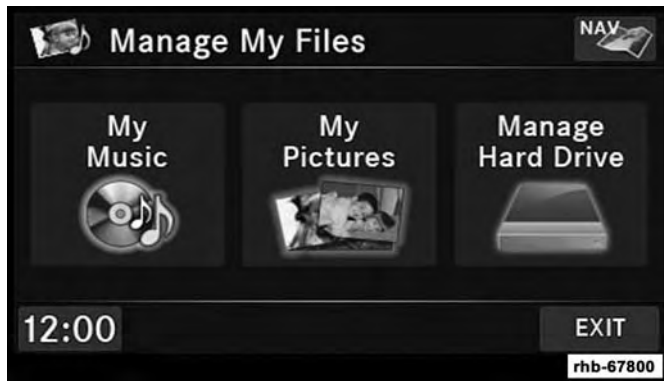 Manage My Files
NAV
My
Music
My
Pictures
Manage
Hard Drive
12:00
EXIT
rhb-67800